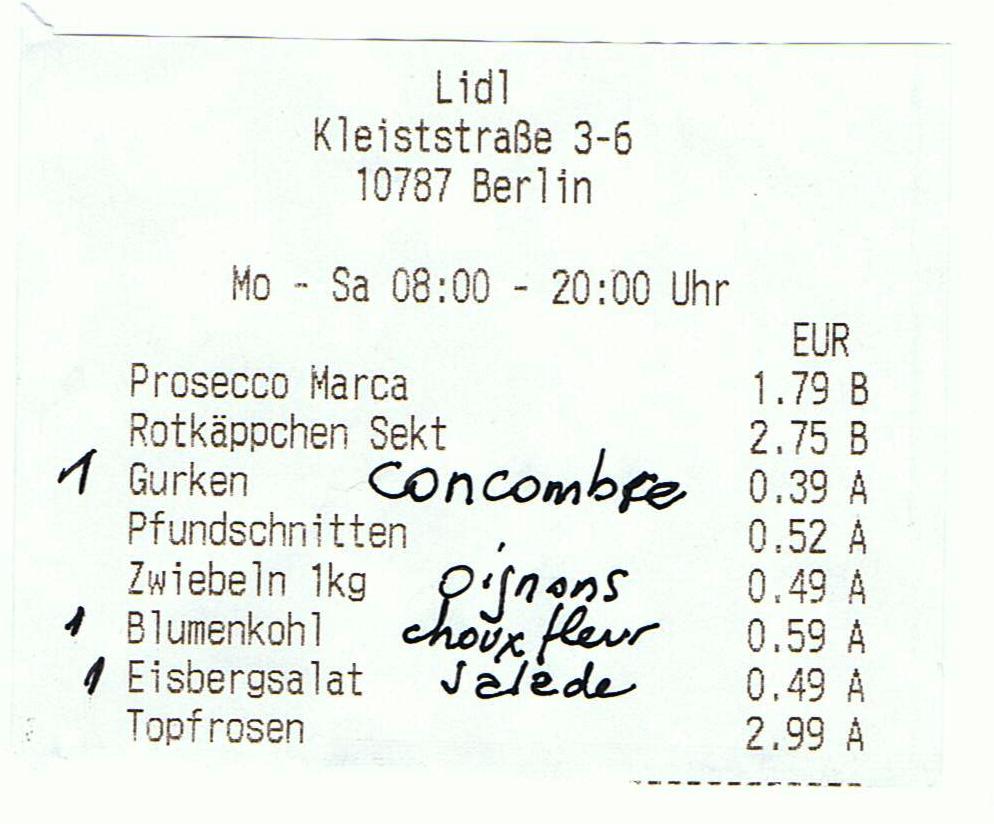 Lidl
Kleiststraße 3-6
10787 Berlin
Mo - Sa 08:00 - 20:00 Uhr
EUR
Prosecco Marca 1.79 B
Rotkäppchen Sekt 2.75 B
1 Gurken concombre 0.39 A
Pfundschnitten 0.52 A
Zwiebeln 1kg oignons 0.49 A
1 Blumenkohl choux fleur 0.59 A
1 Eisbergsalat salade 0.49 A
Topfrosen 2.99 A